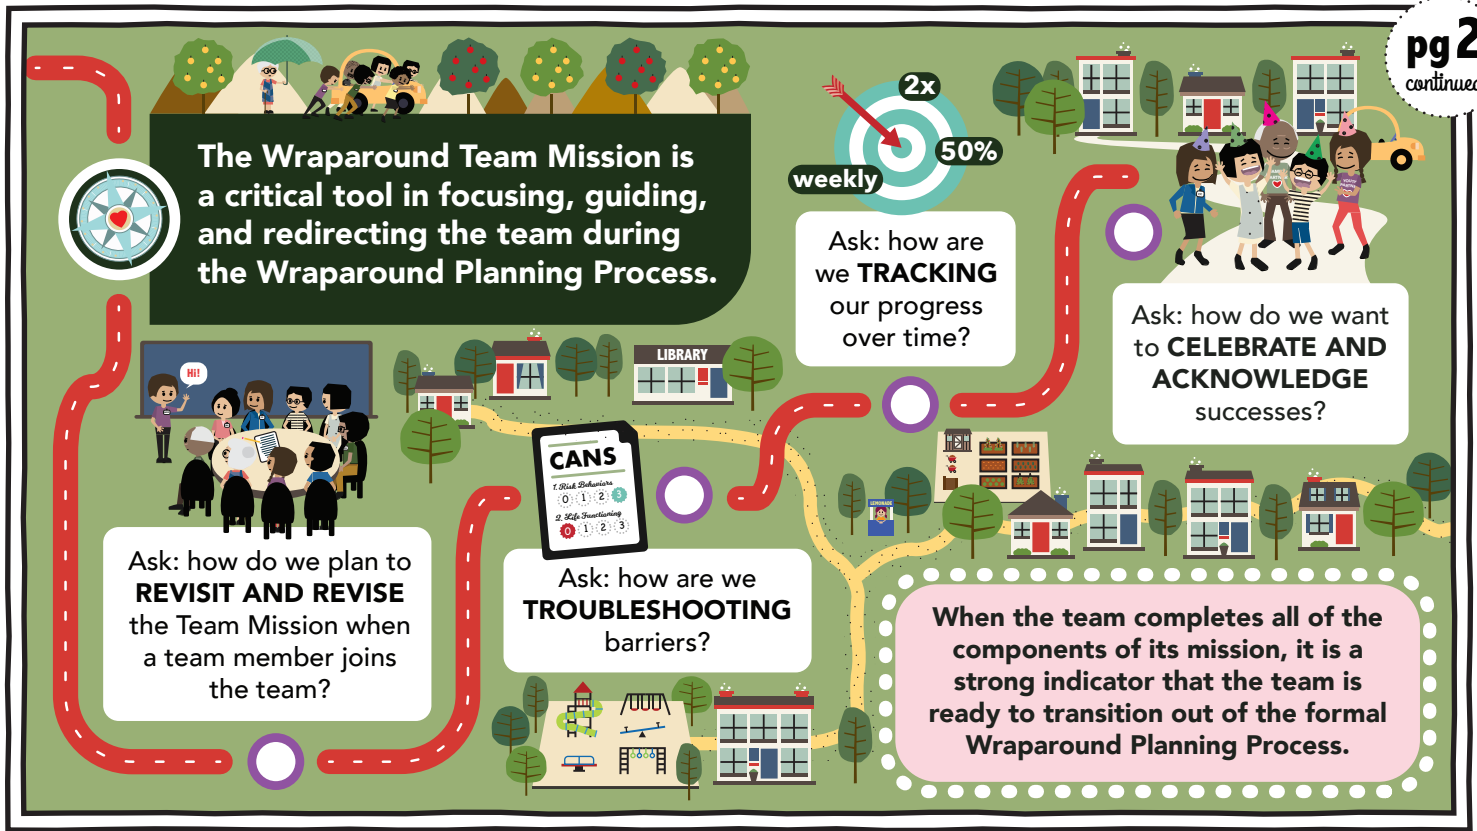 pg 2
continued
The Wraparound Team Mission is
a critical tool in focusing, guiding,
and redirecting the team during
the Wraparound Planning Process.
Hi!
Ask: how do we plan to
REVISIT AND REVISE
the Team Mission when
a team member joins
the team?
LIBRARY
CANS
1. Risk Behaviors
0 1 2 3
2. Life Functioning
0 1 2 3
Ask: how are we
TROUBLESHOOTING
barriers?
2x
50%
weekly
Ask: how are
we TRACKING
our progress
over time?
Ask: how do we want
to CELEBRATE AND
ACKNOWLEDGE
successes?
LEMONADE
When the team completes all of the
components of its mission, it is a
strong indicator that the team is
ready to transition out of the formal
Wraparound Planning Process.